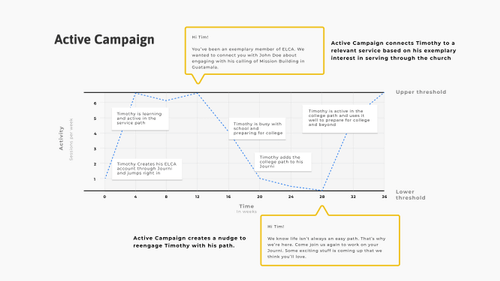 Active Campaign
Hi Tim!
You've been an exemplary member of ELCA. We
wanted to connect you with John Doe about
engaging with his calling of Mission Building in
Guatamala.
Active Campaign connects Timothy to a
relevant service based on his exemplary
interest in serving through the church
Upper threshold
6
5
4
3
2
1
Activity
Sessions per week
Timothy is learning
and active in the
service path
Timothy is busy with
school and
preparing for college
Timothy is active in the
college path and uses it
well to prepare for college
and beyond
Timothy Creates his ELCA
account through Journi
and jumps right in
Timothy adds the
college path to his
Journi
Lower
threshold
0
4
8
12
16
20
24
28
32
36
Time
in weeks
Active Campaign creates a nudge to
reengage Timothy with his path.
Hi Tim!
We know life isn't always an easy path. That's why
we're here. Come join us again to work on your
Journi. Some exciting stuff is coming up that we
think you'll love.